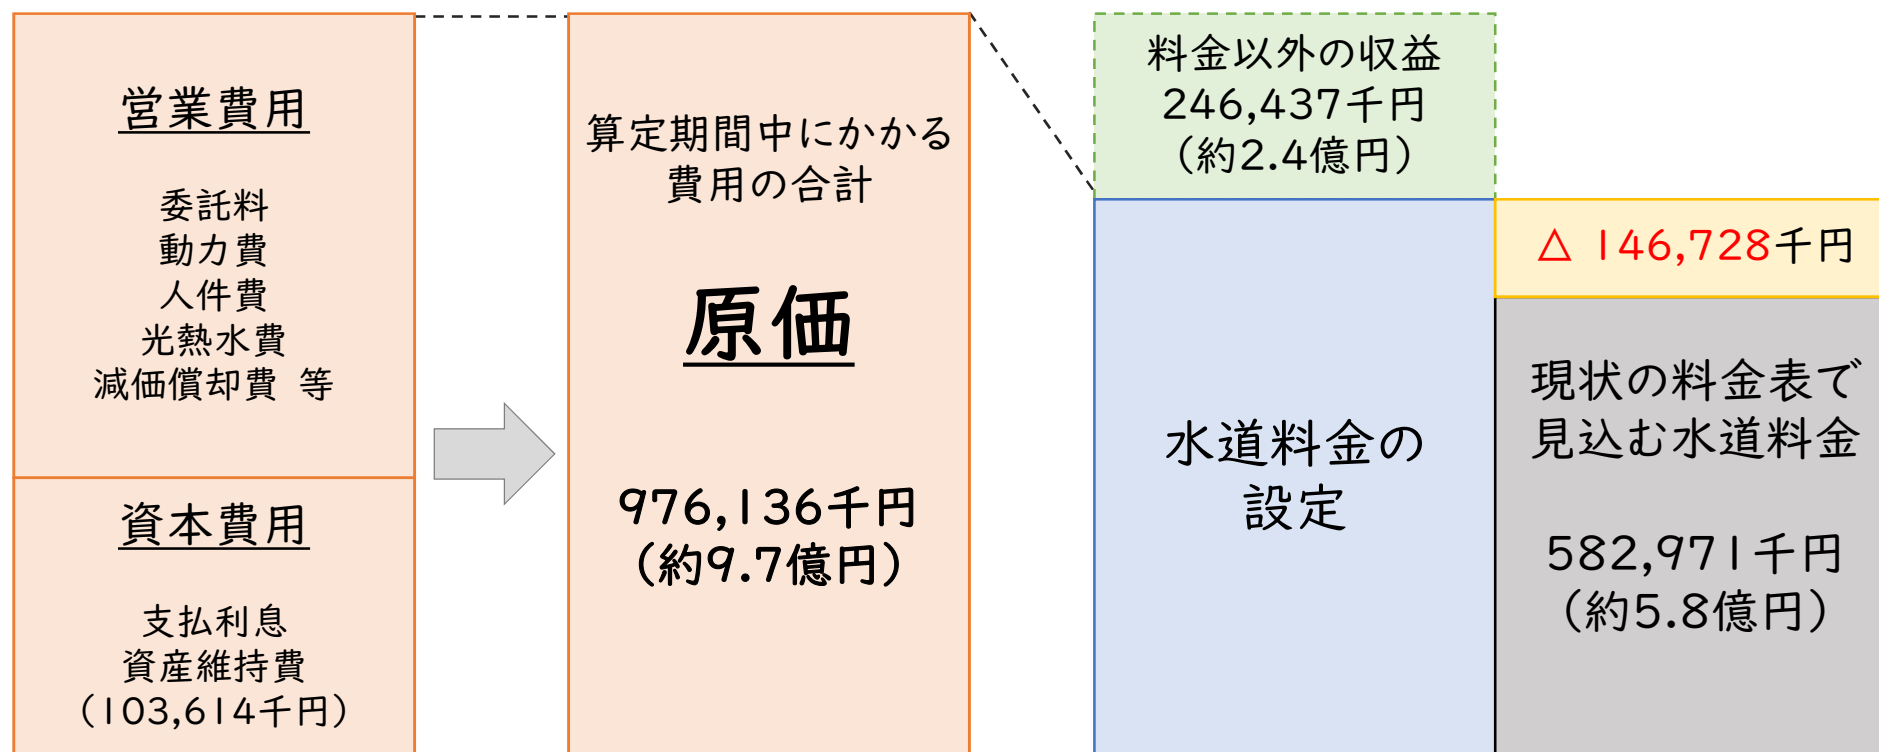 営業費用
委託料
動力費
人件費
光熱水費
減価償却費 等
資本費用
支払利息
資産維持費
(103,614千円)
算定期間中にかかる
費用の合計
原価
976,136千円
(約9.7億円)
料金以外の収益
246,437千円
(約2.4億円)
水道料金の
設定
△ 146,728千円
現状の料金表で
見込む水道料金
582,971千円
(約5.8億円)